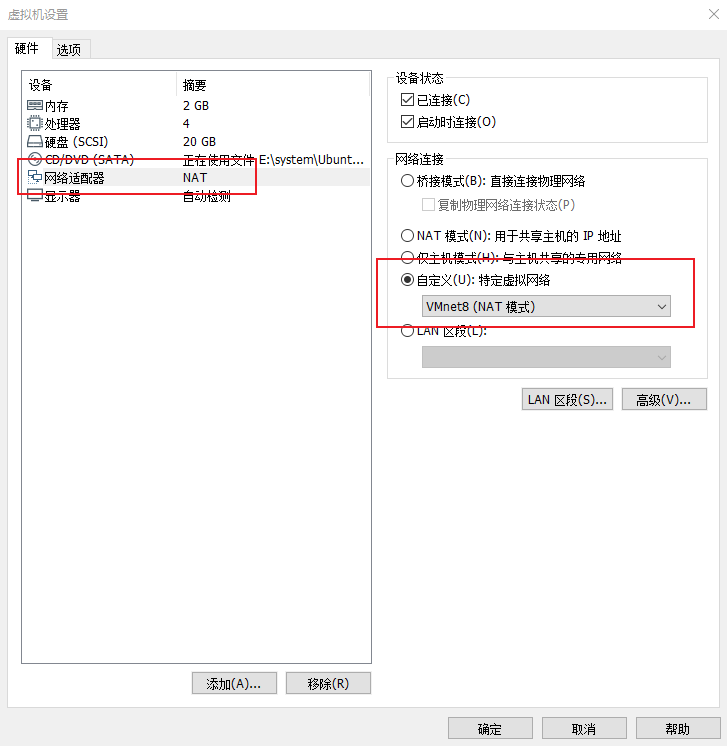 虚拟机设置
硬件 选项
设备 摘要
内存 2 GB
处理器 4
硬盘 (SCSI) 20 GB
CD/DVD (SATA) 正在使用文件 E:\system\Ubunt...
网络适配器 NAT
显示器 自动检测
添加(A)... 移除(R)
设备状态
已连接(C)
启动时连接(O)
网络连接
桥接模式(B): 直接连接物理网络
复制物理网络连接状态(P)
NAT 模式(N): 用于共享主机的 IP 地址
仅主机模式(H): 与主机共享的专用网络
自定义(U): 特定虚拟网络
VMnet8 (NAT 模式)
LAN 区段(L):
LAN 区段(S)... 高级(V)...
确定 取消 帮助